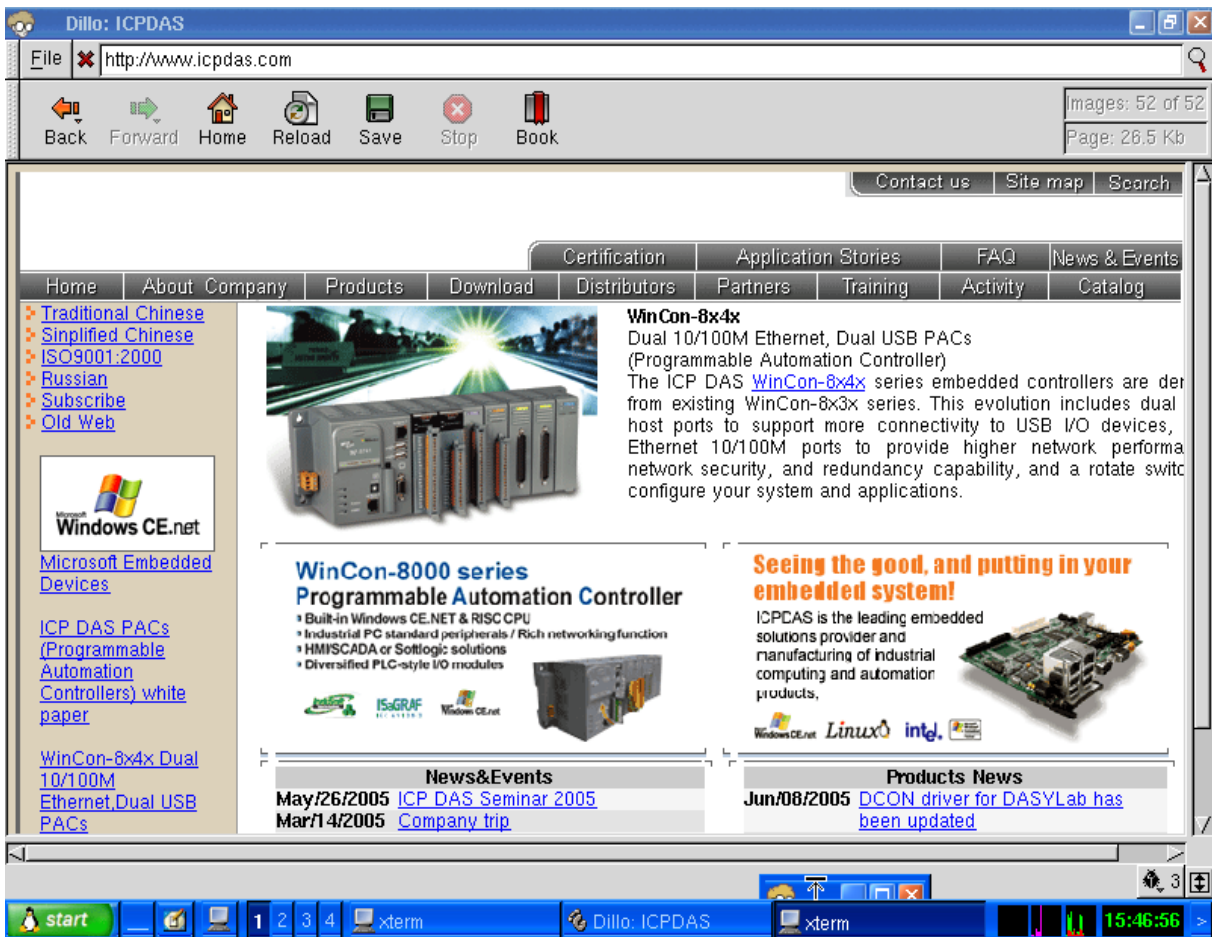 Dillo: ICPDAS
File http://www.icpdas.com
Back Forward Home Reload Save Stop Book
Images: 52 of 52
Page: 26.5 Kb
Contact us Site map Search
Certification Application Stories FAQ News & Events
Home About Company Products Download Distributors Partners Training Activity Catalog
Traditional Chinese
Sinplified Chinese
ISO9001:2000
Russian
Subscribe
Old Web
Microsoft
Windows CE.net
Microsoft Embedded
Devices
ICP DAS PACs
(Programmable
Automation
Controllers) white
paper
WinCon-8x4x Dual
10/100M
Ethernet,Dual USB
PACs
WinCon-8x4x
Dual 10/100M Ethernet, Dual USB PACs
(Programmable Automation Controller)
The ICP DAS WinCon-8x4x series embedded controllers are der
from existing WinCon-8x3x series. This evolution includes dual
host ports to support more connectivity to USB I/O devices,
Ethernet 10/100M ports to provide higher network performa
network security, and redundancy capability, and a rotate switc
configure your system and applications.
WinCon-8000 series
Programmable Automation Controller
Built-in Windows CE.NET & RISC CPU
Industrial PC standard peripherals / Rich networking function
HMI/SCADA or Softlogic solutions
Diversified PLC-style I/O modules
ISaGRAF
Windows CE.net
Seeing the good, and putting in your
embedded system!
ICPDAS is the leading embedded
solutions provider and
manufacturing of industrial
computing and automation
products,
Windows CE.net Linux intel.
News&Events
May/26/2005 ICP DAS Seminar 2005
Mar/14/2005 Company trip
Products News
Jun/08/2005 DCON driver for DASYLab has
been updated
3
start 1 2 3 4 xterm Dillo: ICPDAS xterm 15:46:56 >